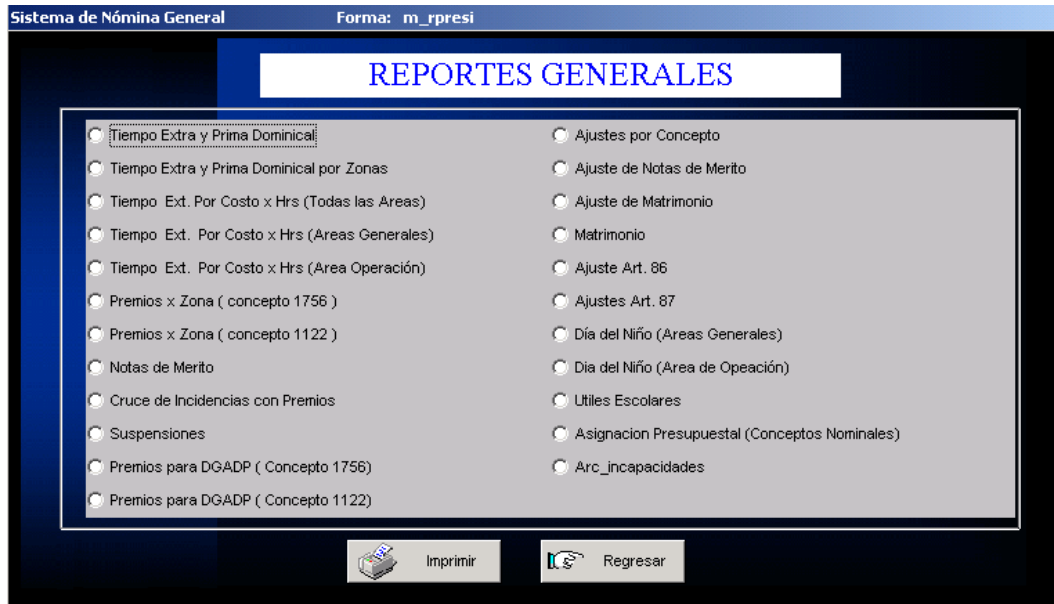 Sistema de Nómina General Forma: m_rpresi
REPORTES GENERALES
Tiempo Extra y Prima Dominical
Tiempo Extra y Prima Dominical por Zonas
Tiempo Ext. Por Costo x Hrs (Todas las Areas)
Tiempo Ext. Por Costo x Hrs (Areas Generales)
Tiempo Ext. Por Costo x Hrs (Area Operación)
Premios x Zona ( concepto 1756 )
Premios x Zona ( concepto 1122 )
Notas de Merito
Cruce de Incidencias con Premios
Suspensiones
Premios para DGADP ( Concepto 1756)
Premios para DGADP ( Concepto 1122)
Ajustes por Concepto
Ajuste de Notas de Merito
Ajuste de Matrimonio
Matrimonio
Ajuste Art. 86
Ajustes Art. 87
Día del Niño (Areas Generales)
Dia del Niño (Area de Opeación)
Utiles Escolares
Asignacion Presupuestal (Conceptos Nominales)
Arc_incapacidades
Imprimir
Regresar